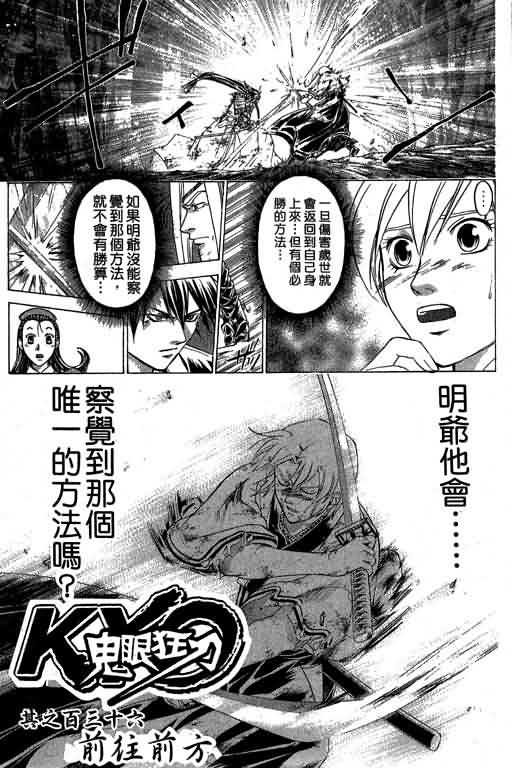 …
一旦傷害歲世就
會返回到自己身
上來…但有個必
勝的方法…
如果明爺沒能察
覺到那個方法，
就不會有勝算…
明爺他會……
察覺到那個
唯一的方法嗎？
KYO
鬼眼狂刀
其之百三十六
前往前方